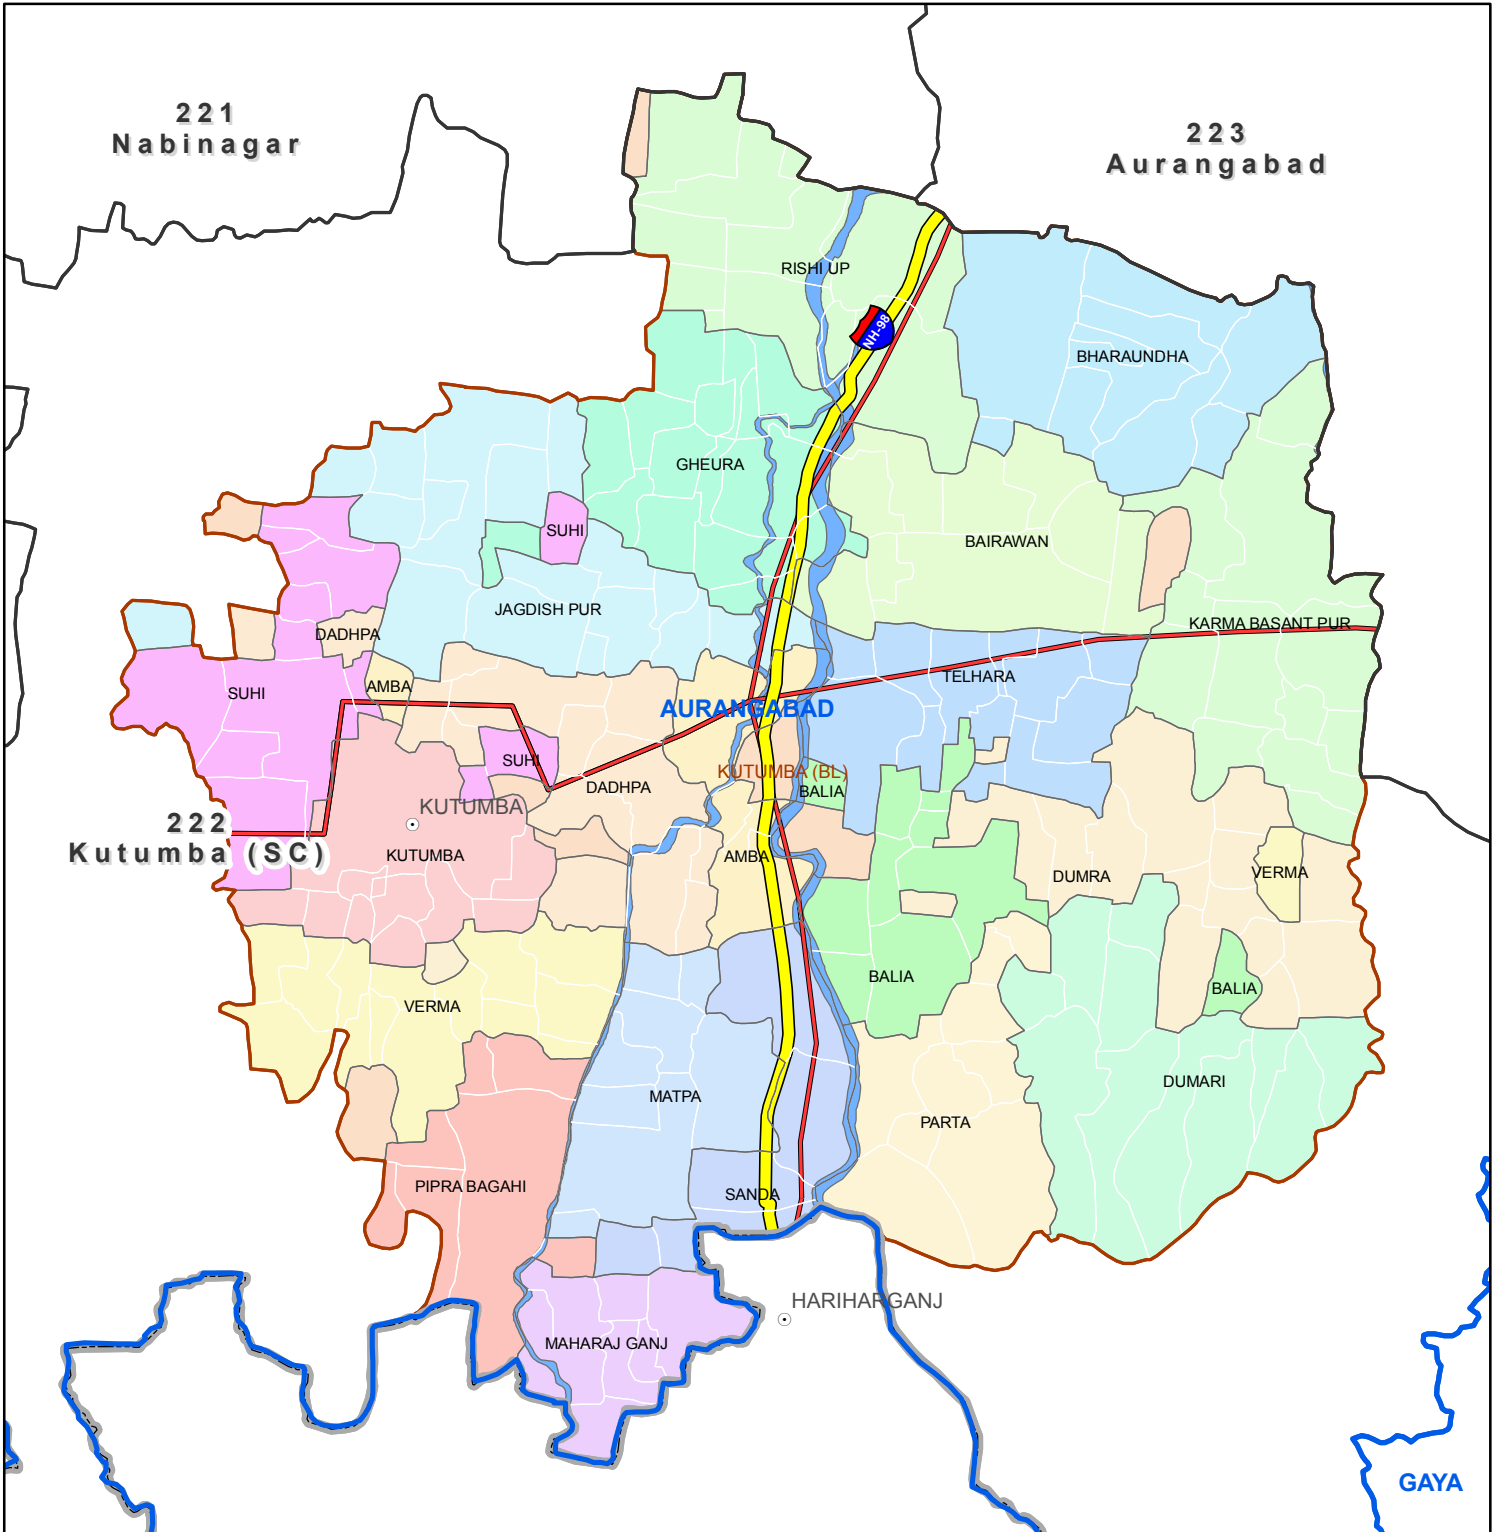 221
Nabinagar
223
Aurangabad
RISHI UP
NH-98
BHARAUNDHA
GHEURA
SUHI
BAIRAWAN
JAGDISH PUR
KARMA BASANT PUR
DADHPA
TELHARA
AMBA
SUHI
AURANGABAD
SUHI
KUTUMBA (BL)
DADHPA
BALIA
KUTUMBA
222
Kutumba (SC)
KUTUMBA
AMBA
DUMRA
VERMA
BALIA
BALIA
VERMA
MATPA
DUMARI
PARTA
PIPRA BAGAHI
SANDA
HARIHARGANJ
MAHARAJ GANJ
GAYA